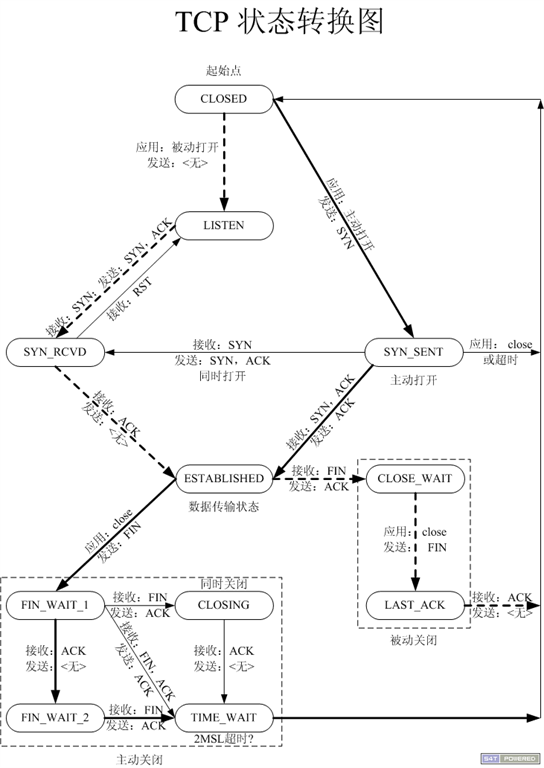 TCP 状态转换图
起始点
CLOSED
应用：被动打开
发送：<无>
应用：主动打开
发送：SYN
LISTEN
接收：SYN；发送：SYN，ACK
接收：RST
SYN_RCVD
接收：SYN
发送：SYN，ACK
同时打开
SYN_SENT
主动打开
应用： close
或超时
接收：ACK
发送：<无>
接收：SYN，ACK
发送：ACK
ESTABLISHED
数据传输状态
接收：FIN
发送：ACK
CLOSE_WAIT
应用：close
发送： FIN
应用：close
发送：FIN
LAST_ACK
接收：ACK
发送：<无>
被动关闭
同时关闭
FIN_WAIT_1
接收：FIN
发送：ACK
CLOSING
接收：ACK
发送：<无>
接收：FIN，ACK
发送：ACK
接收：ACK
发送：<无>
FIN_WAIT_2
接收：FIN
发送：ACK
TIME_WAIT
2MSL超时？
主动关闭
S4T POWERED